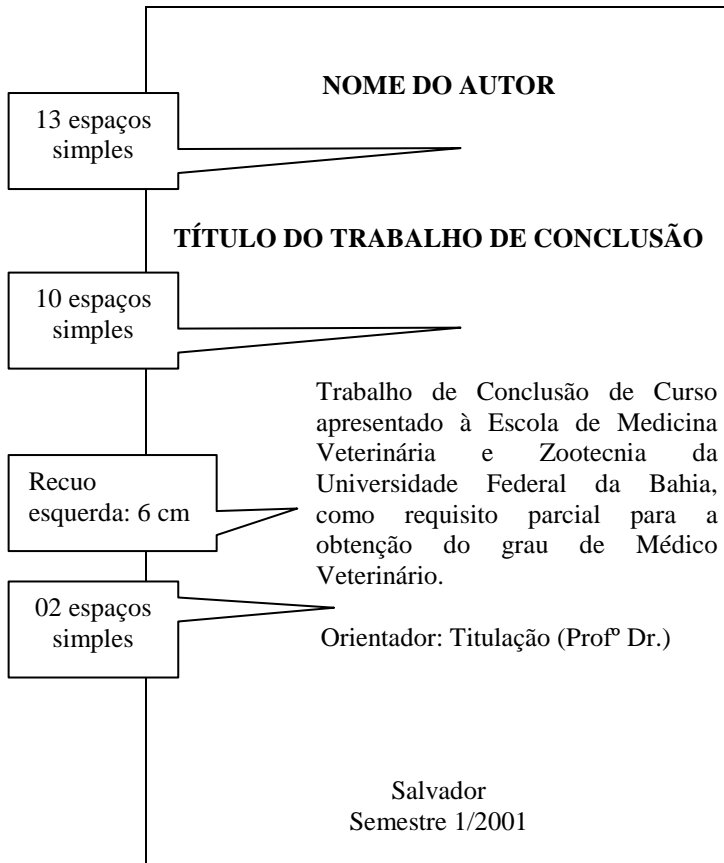 NOME DO AUTOR
13 espaços
simples
TÍTULO DO TRABALHO DE CONCLUSÃO
10 espaços
simples
Trabalho de Conclusão de Curso
apresentado à Escola de Medicina
Veterinária e Zootecnia da
Universidade Federal da Bahia,
como requisito parcial para a
obtenção do grau de Médico
Veterinário.
Recuo
esquerda: 6 cm
02 espaços
simples
Orientador: Titulação (Profº Dr.)
Salvador
Semestre 1/2001